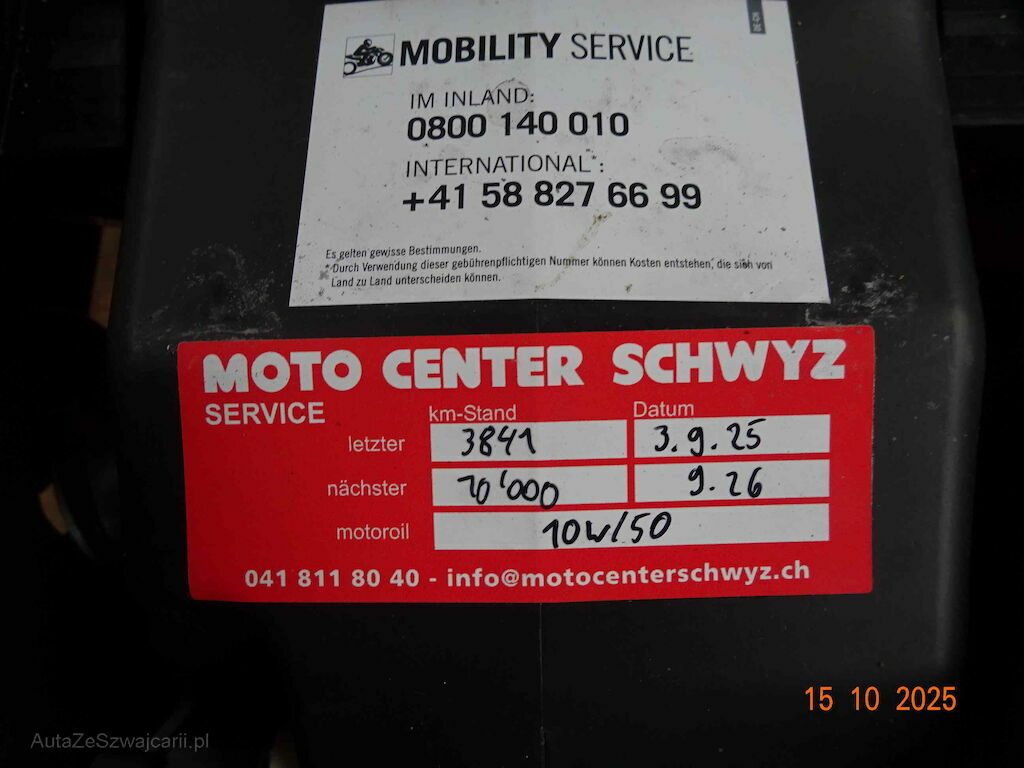 MOBILITY SERVICE
IM INLAND:
0800 140 010
INTERNATIONAL*:
+41 58 827 66 99
Es gelten gewisse Bestimmungen.
*Durch Verwendung dieser gebührenpflichtigen Nummer können Kosten entstehen, die sich von
Land zu Land unterscheiden können.
MOTO CENTER SCHWYZ
SERVICE km-Stand Datum
letzter 3841 3.9.25
nächster 10'000 9.26
motoroil 10W/50
041 811 80 40 - info@motocenterschwyz.ch
15 10 2025
AutaZeSzwajcarii.pl